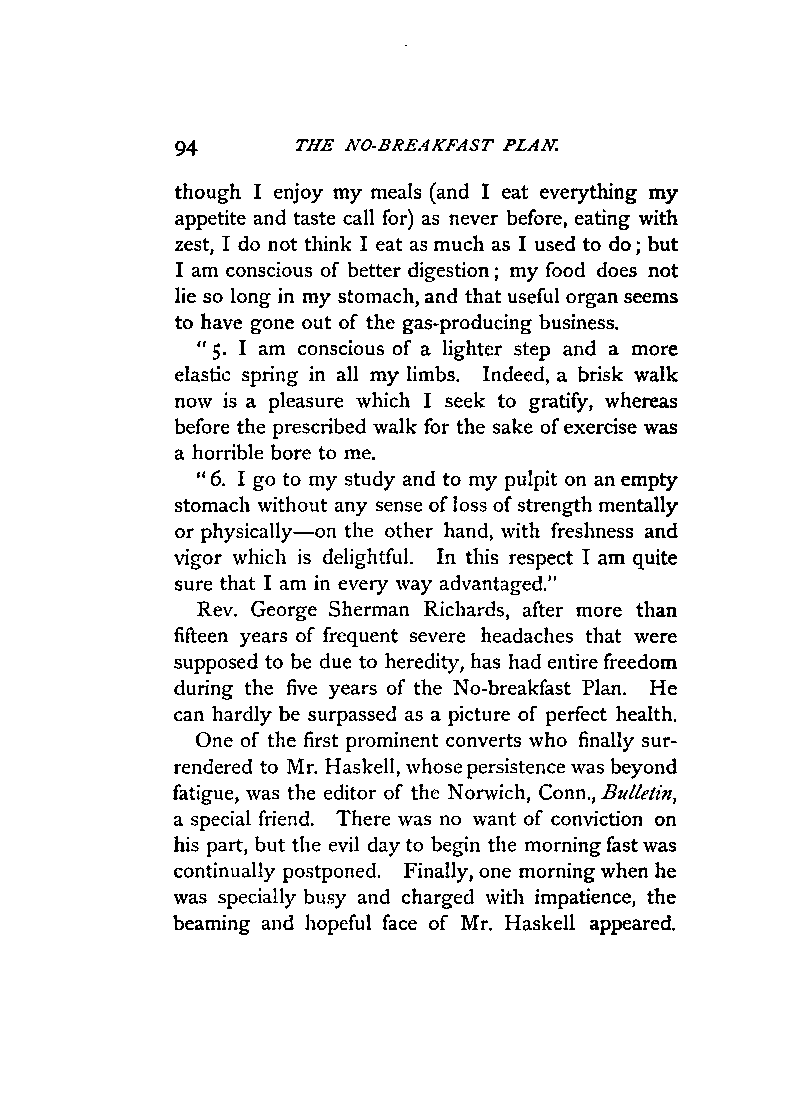 94 THE NO-BREAKFAST PLAN.
though I enjoy my meals (and I eat everything my
appetite and taste call for) as never before, eating with
zest, I do not think I eat as much as I used to do; but
I am conscious of better digestion; my food does not
lie so long in my stomach, and that useful organ seems
to have gone out of the gas-producing business.
"5. I am conscious of a lighter step and a more
elastic spring in all my limbs. Indeed, a brisk walk
now is a pleasure which I seek to gratify, whereas
before the prescribed walk for the sake of exercise was
a horrible bore to me.
"6. I go to my study and to my pulpit on an empty
stomach without any sense of loss of strength mentally
or physically—on the other hand, with freshness and
vigor which is delightful. In this respect I am quite
sure that I am in every way advantaged."
Rev. George Sherman Richards, after more than
fifteen years of frequent severe headaches that were
supposed to be due to heredity, has had entire freedom
during the five years of the No-breakfast Plan. He
can hardly be surpassed as a picture of perfect health.
One of the first prominent converts who finally sur-
rendered to Mr. Haskell, whose persistence was beyond
fatigue, was the editor of the Norwich, Conn., Bulletin,
a special friend. There was no want of conviction on
his part, but the evil day to begin the morning fast was
continually postponed. Finally, one morning when he
was specially busy and charged with impatience, the
beaming and hopeful face of Mr. Haskell appeared.